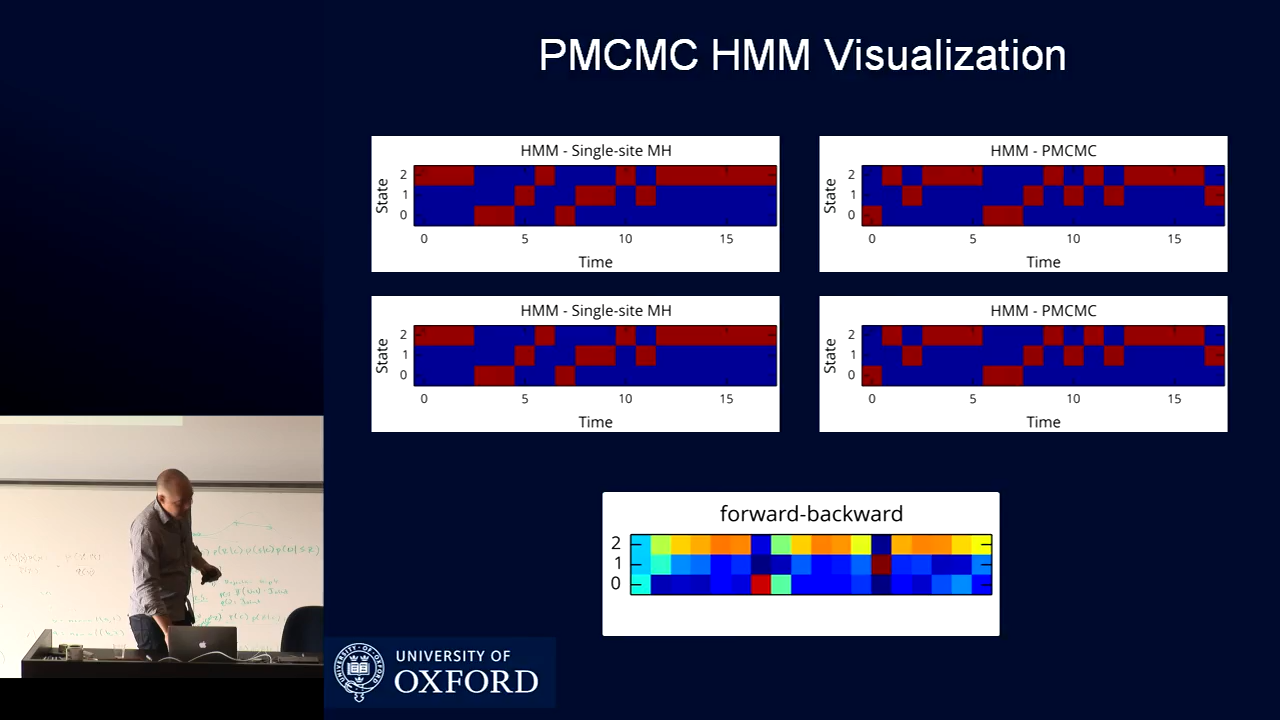 PMCMC HMM Visualization
HMM - Single-site MH
State
2
1
0
0 5 10 15
Time
HMM - PMCMC
State
2
1
0
0 5 10 15
Time
HMM - Single-site MH
State
2
1
0
0 5 10 15
Time
HMM - PMCMC
State
2
1
0
0 5 10 15
Time
forward-backward
2
1
0
UNIVERSITY OF
OXFORD